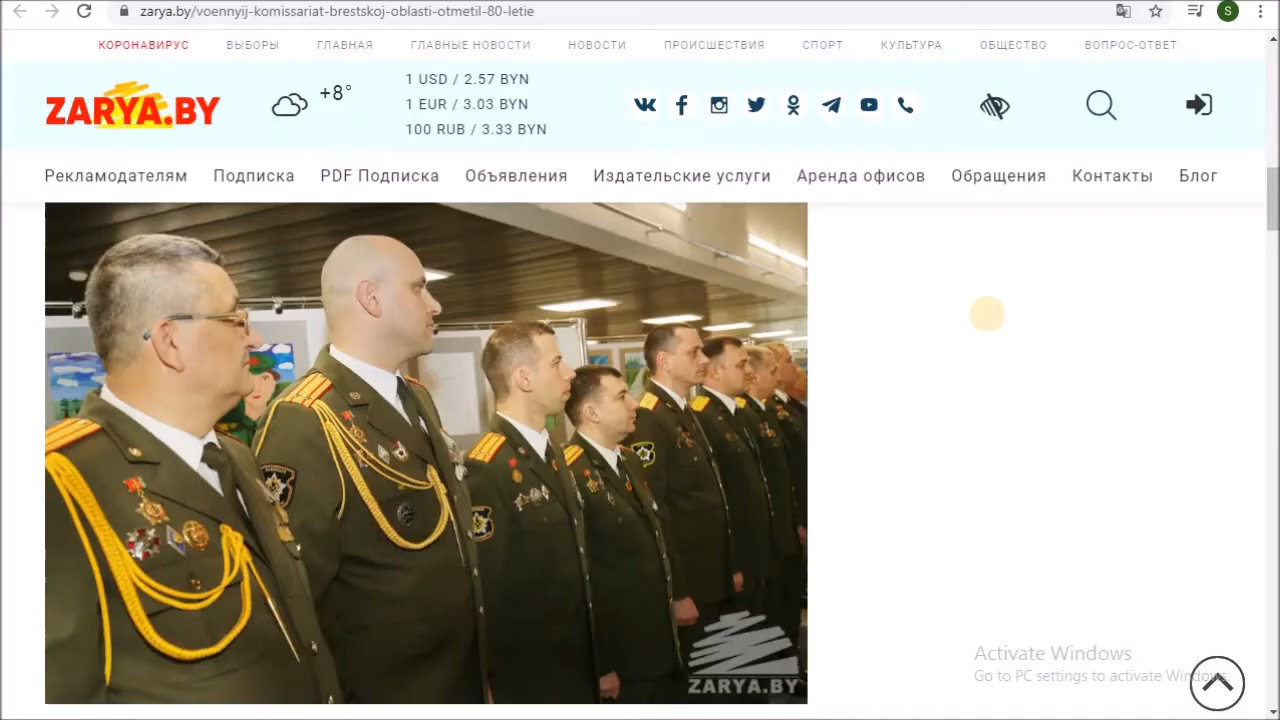 zarya.by/voennyij-komissariat-brestskoj-oblasti-otmetil-80-letie
S
КОРОНАВИРУС ВЫБОРЫ ГЛАВНАЯ ГЛАВНЫЕ НОВОСТИ НОВОСТИ ПРОИСШЕСТВИЯ СПОРТ КУЛЬТУРА ОБЩЕСТВО ВОПРОС-ОТВЕТ
ZARYA.BY
+8°
1 USD / 2.57 BYN
1 EUR / 3.03 BYN
100 RUB / 3.33 BYN
Рекламодателям Подписка PDF Подписка Объявления Издательские услуги Аренда офисов Обращения Контакты Блог
ZARYA.BY
Activate Windows
Go to PC settings to activate Windows.